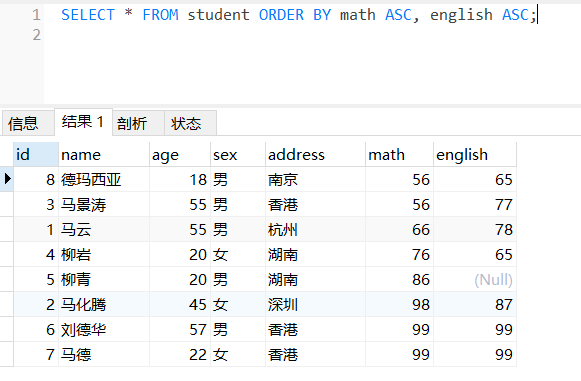 1 SELECT * FROM student ORDER BY math ASC, english ASC;
2
信息 结果 1 剖析 状态
id name age sex address math english
8 德玛西亚 18 男 南京 56 65
3 马景涛 55 男 香港 56 77
1 马云 55 男 杭州 66 78
4 柳岩 20 女 湖南 76 65
5 柳青 20 男 湖南 86 (Null)
2 马化腾 45 女 深圳 98 87
6 刘德华 57 男 香港 99 99
7 马德 22 女 香港 99 99